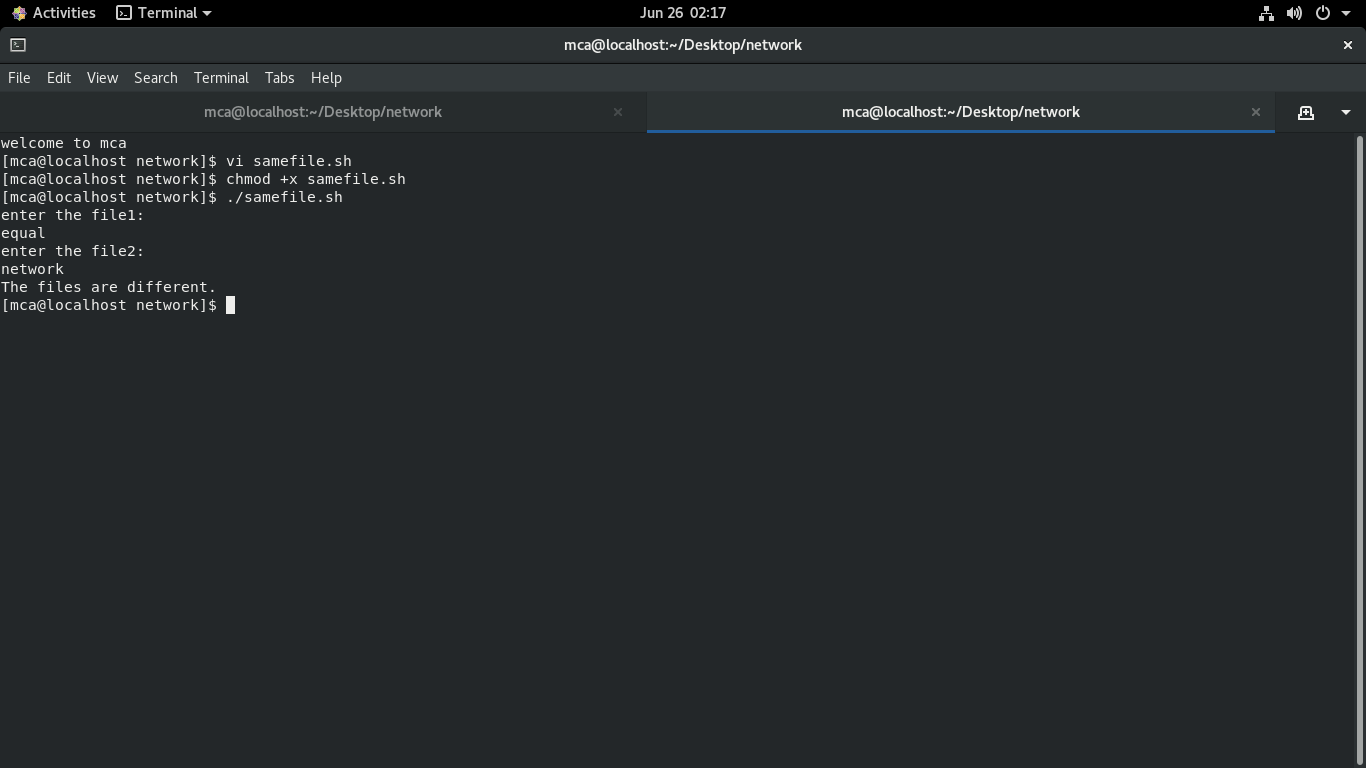 Activities Terminal Jun 26 02:17
mca@localhost:~/Desktop/network
File Edit View Search Terminal Tabs Help
mca@localhost:~/Desktop/network mca@localhost:~/Desktop/network
welcome to mca
[mca@localhost network]$ vi samefile.sh
[mca@localhost network]$ chmod +x samefile.sh
[mca@localhost network]$ ./samefile.sh
enter the file1:
equal
enter the file2:
network
The files are different.
[mca@localhost network]$